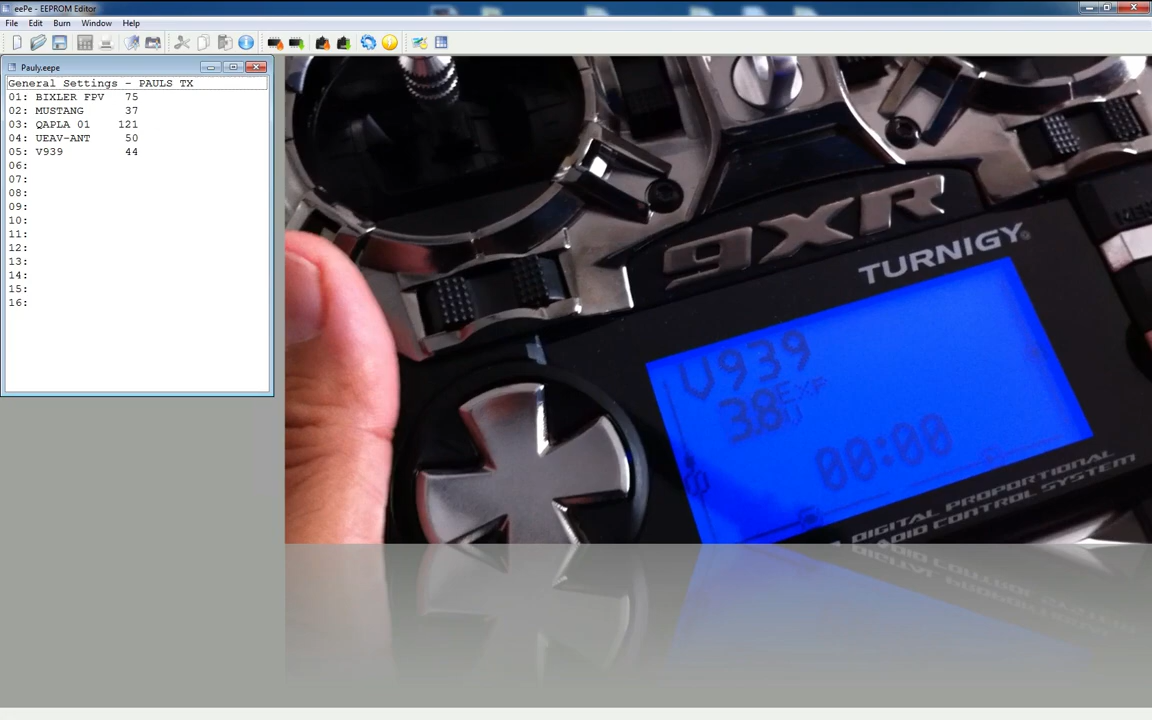 eePe - EEPROM Editor
File Edit Burn Window Help
Pauly.eepe
General Settings - PAULS TX
01: BIXLER FPV 75
02: MUSTANG 37
03: QAPLA 01 121
04: UEAV-ANT 50
05: V939 44
06:
07:
08:
09:
10:
11:
12:
13:
14:
15:
16:
9XR
TURNIGY
V939
EXP
38
00:00
DIGITAL PROPORTIONAL
RADIO CONTROL SYSTEM